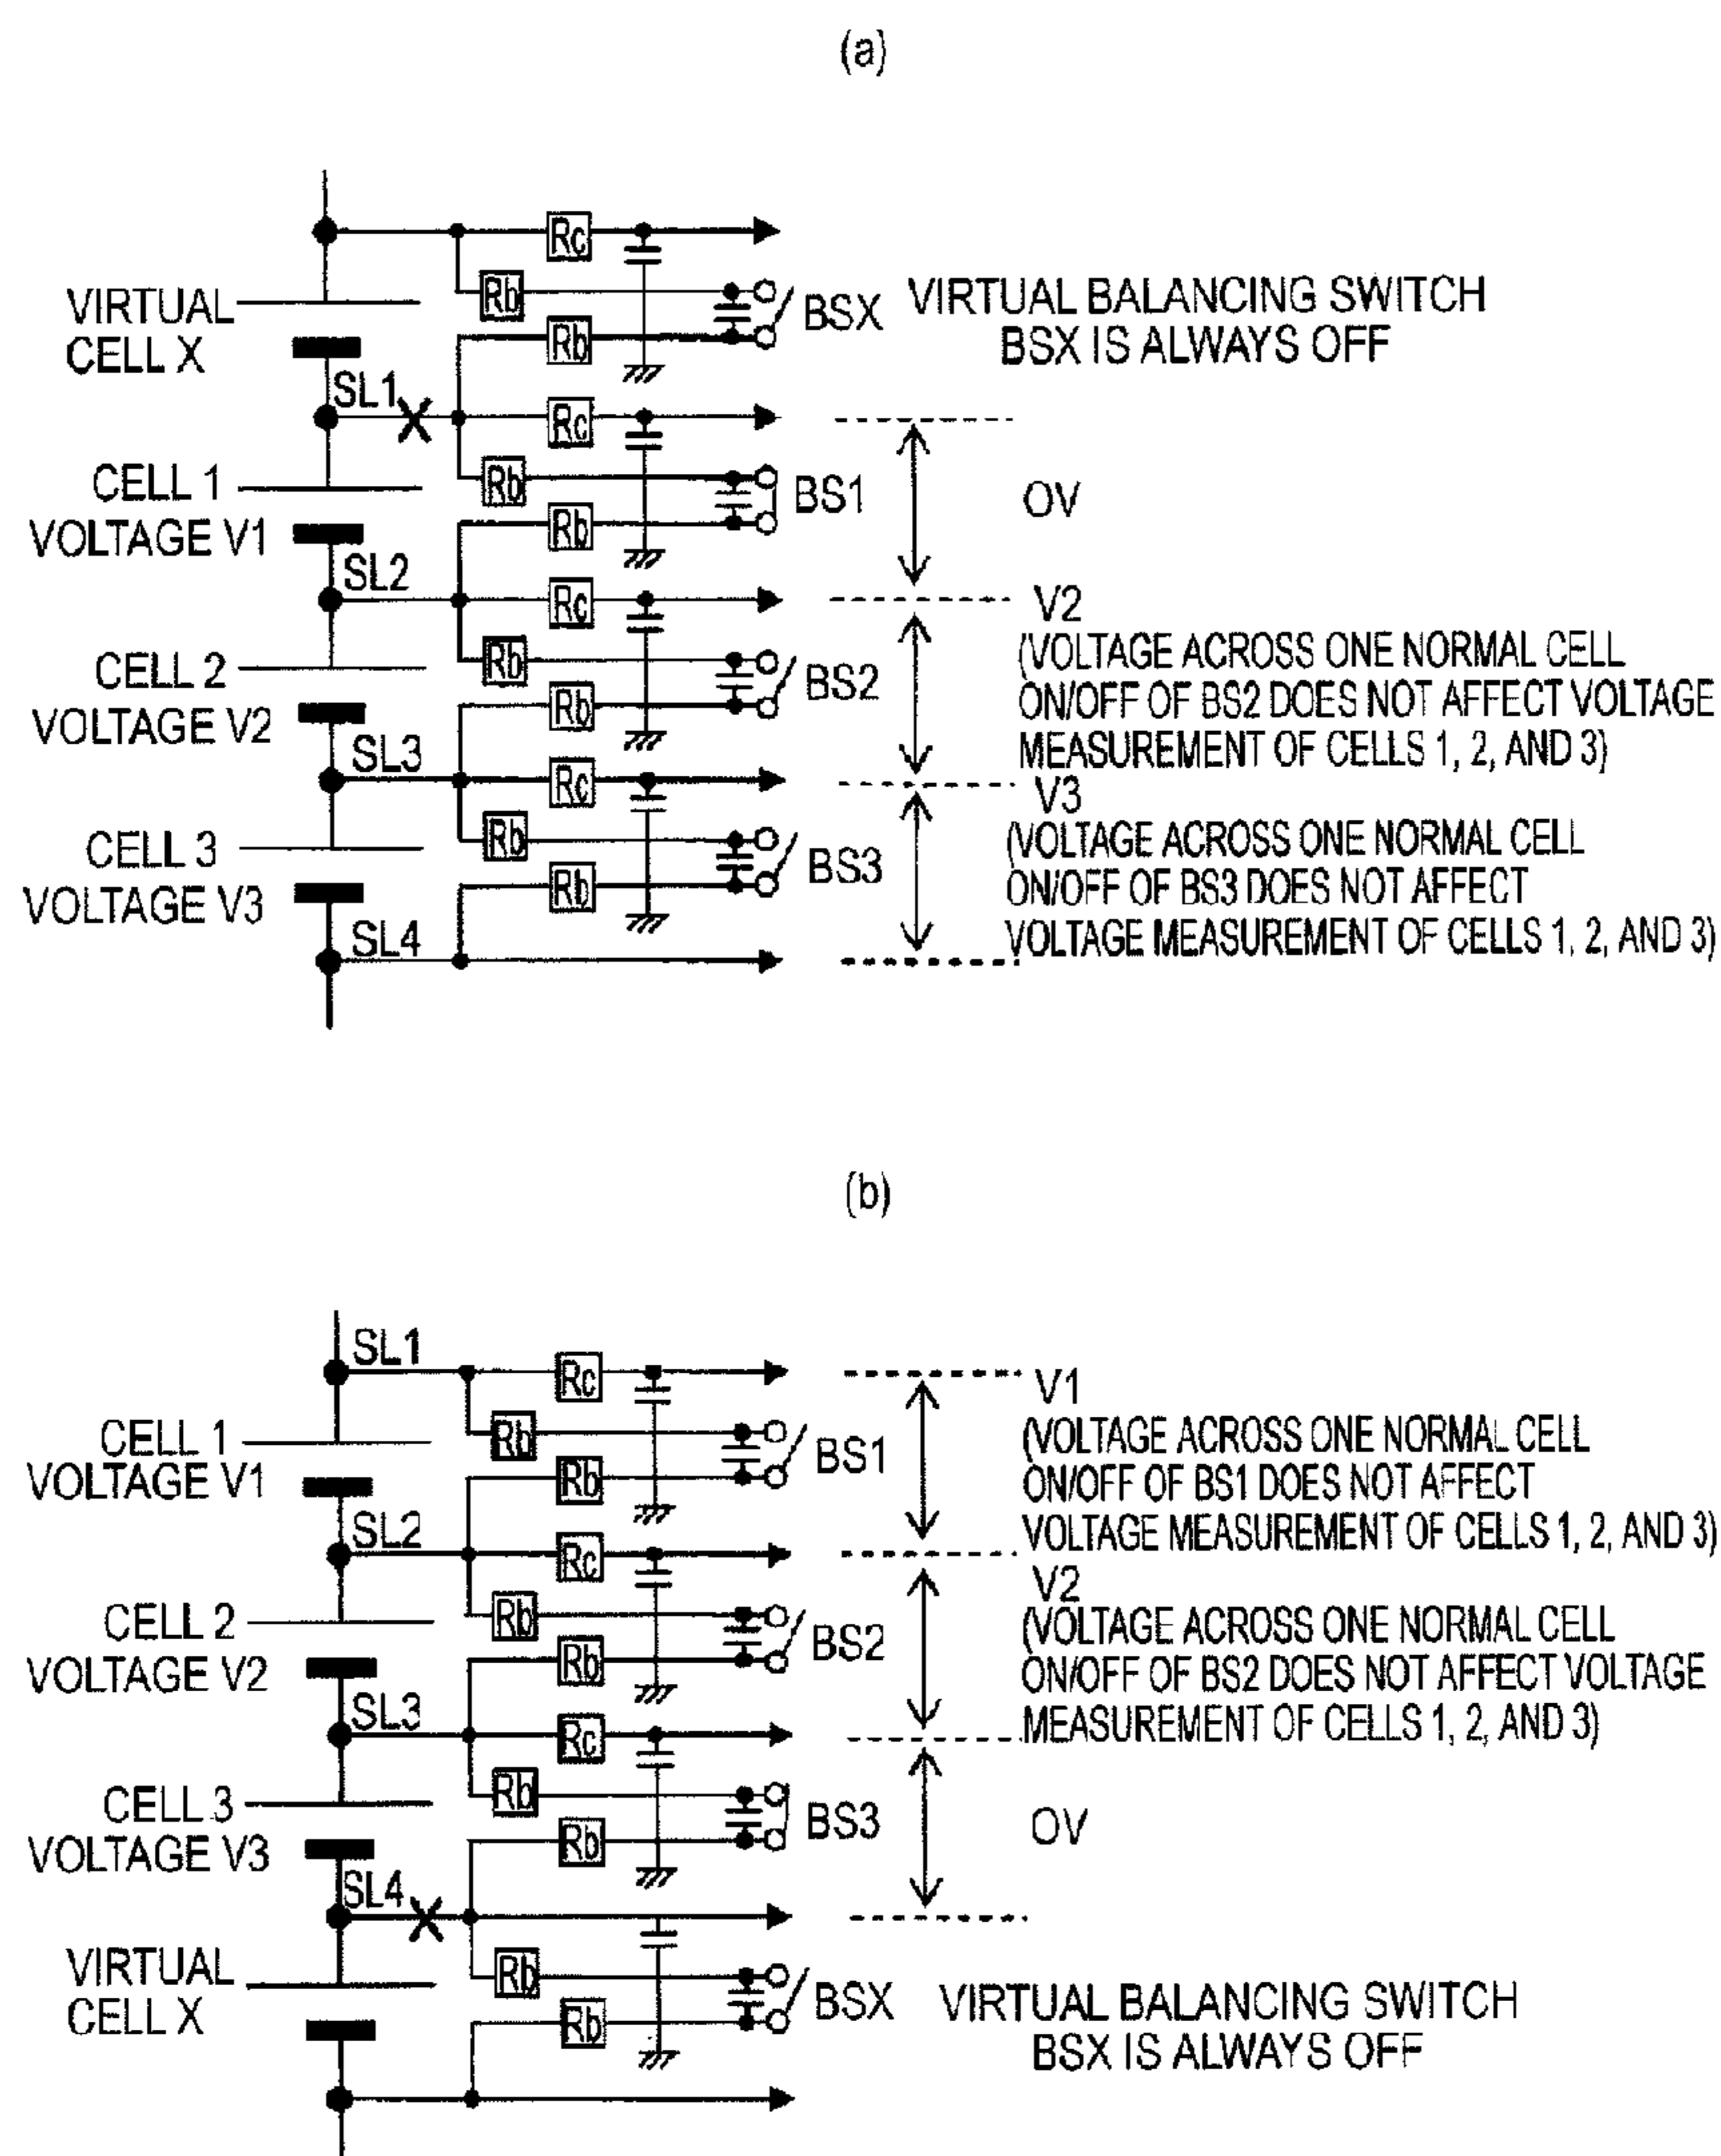 (a)
Rc
VIRTUAL
CELL X
Rb
BSX
VIRTUAL BALANCING SWITCH
BSX IS ALWAYS OFF
Rb
SL1
Rc
CELL 1
VOLTAGE V1
Rb
BS1
0V
Rb
SL2
Rc
V2
(VOLTAGE ACROSS ONE NORMAL CELL
ON/OFF OF BS2 DOES NOT AFFECT VOLTAGE
MEASUREMENT OF CELLS 1, 2, AND 3)
CELL 2
VOLTAGE V2
Rb
BS2
Rb
SL3
Rc
V3
(VOLTAGE ACROSS ONE NORMAL CELL
ON/OFF OF BS3 DOES NOT AFFECT
VOLTAGE MEASUREMENT OF CELLS 1, 2, AND 3)
CELL 3
VOLTAGE V3
Rb
BS3
Rb
SL4
(b)
SL1
Rc
V1
(VOLTAGE ACROSS ONE NORMAL CELL
ON/OFF OF BS1 DOES NOT AFFECT
VOLTAGE MEASUREMENT OF CELLS 1, 2, AND 3)
CELL 1
VOLTAGE V1
Rb
BS1
Rb
SL2
Rc
V2
(VOLTAGE ACROSS ONE NORMAL CELL
ON/OFF OF BS2 DOES NOT AFFECT VOLTAGE
MEASUREMENT OF CELLS 1, 2, AND 3)
CELL 2
VOLTAGE V2
Rb
BS2
Rb
SL3
Rc
CELL 3
VOLTAGE V3
Rb
BS3
0V
Rb
SL4
VIRTUAL
CELL X
Rb
BSX
VIRTUAL BALANCING SWITCH
BSX IS ALWAYS OFF
Rb